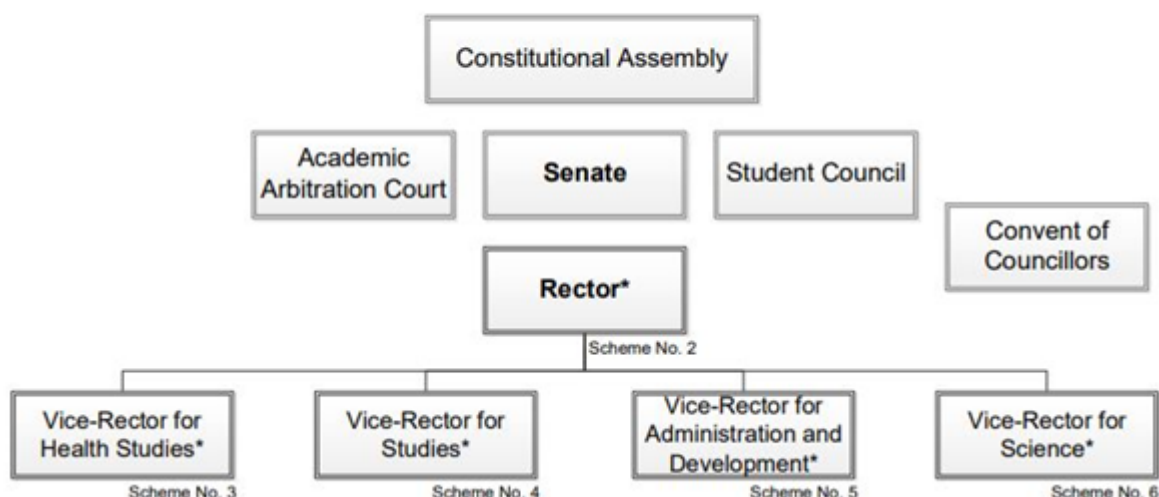 Constitutional Assembly
Academic
Arbitration Court
Senate
Student Council
Convent of
Councillors
Rector*
Scheme No. 2
Vice-Rector for
Health Studies*
Scheme No. 3
Vice-Rector for
Studies*
Scheme No. 4
Vice-Rector for
Administration and
Development*
Scheme No. 5
Vice-Rector for
Science*
Scheme No. 6